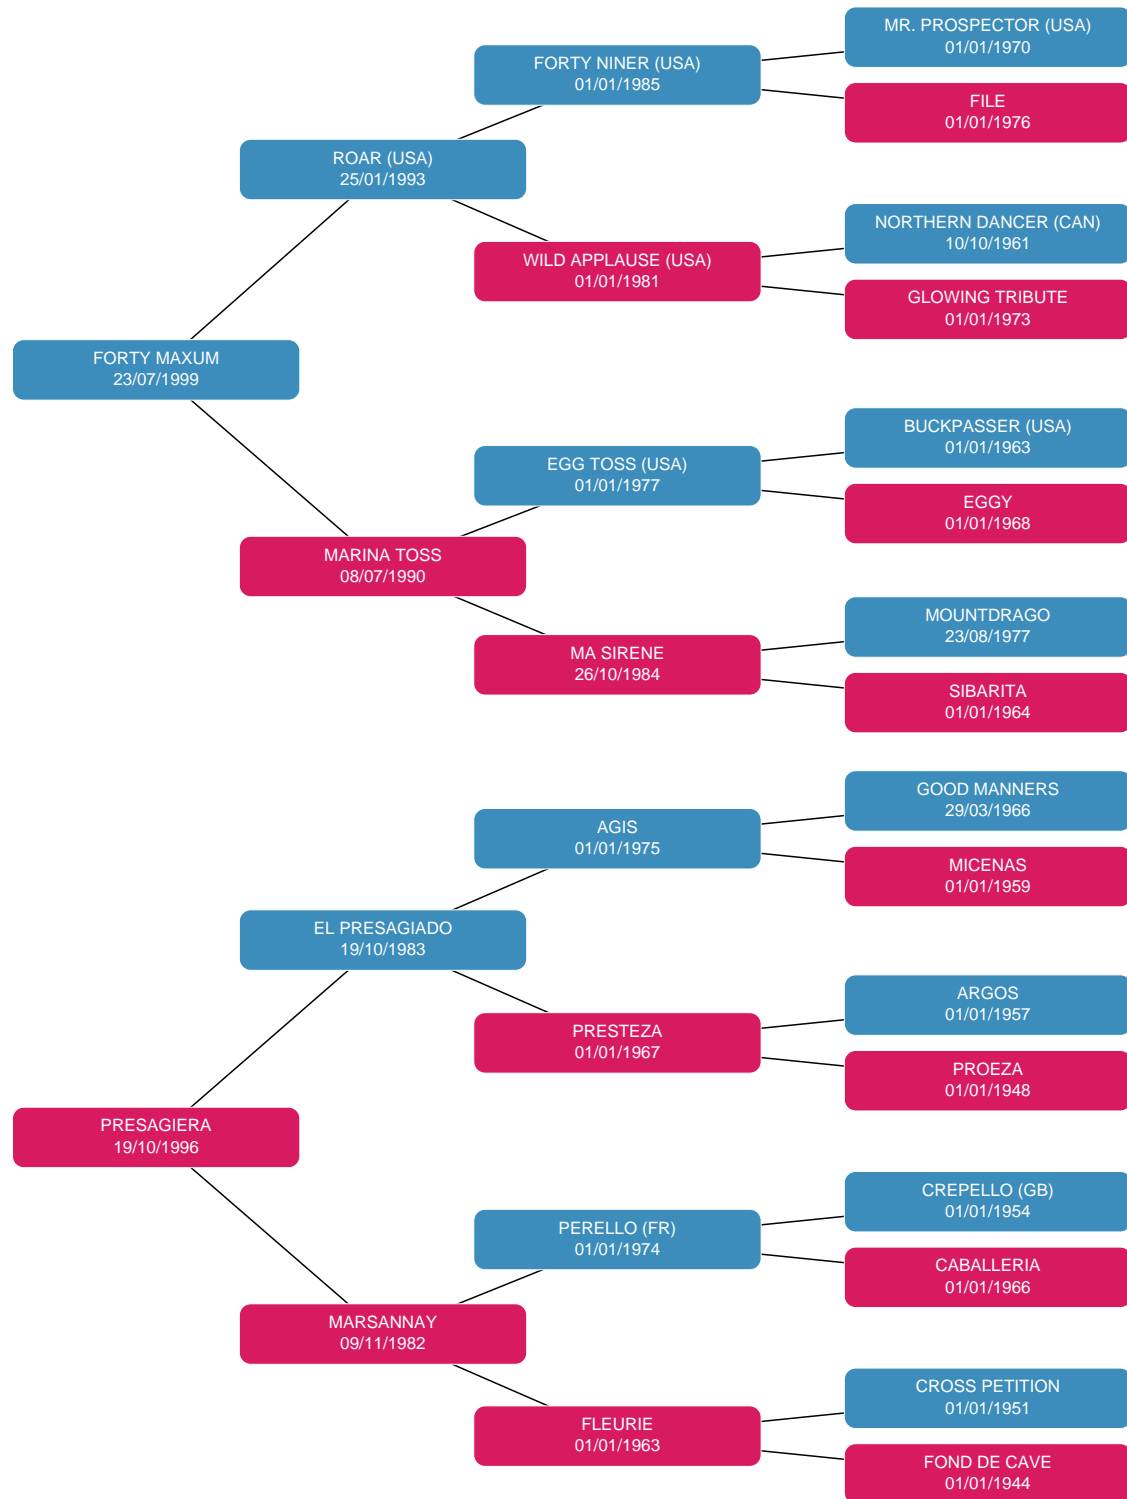 MR. PROSPECTOR (USA)
01/01/1970
FORTY NINER (USA)
01/01/1985
FILE
01/01/1976
ROAR (USA)
25/01/1993
NORTHERN DANCER (CAN)
10/10/1961
WILD APPLAUSE (USA)
01/01/1981
GLOWING TRIBUTE
01/01/1973
FORTY MAXUM
23/07/1999
BUCKPASSER (USA)
01/01/1963
EGG TOSS (USA)
01/01/1977
EGGY
01/01/1968
MARINA TOSS
08/07/1990
MOUNTDRAGO
23/08/1977
MA SIRENE
26/10/1984
SIBARITA
01/01/1964
GOOD MANNERS
29/03/1966
AGIS
01/01/1975
MICENAS
01/01/1959
EL PRESAGIADO
19/10/1983
ARGOS
01/01/1957
PRESTEZA
01/01/1967
PROEZA
01/01/1948
PRESAGIERA
19/10/1996
CREPELLO (GB)
01/01/1954
PERELLO (FR)
01/01/1974
CABALLERIA
01/01/1966
MARSANNAY
09/11/1982
CROSS PETITION
01/01/1951
FLEURIE
01/01/1963
FOND DE CAVE
01/01/1944